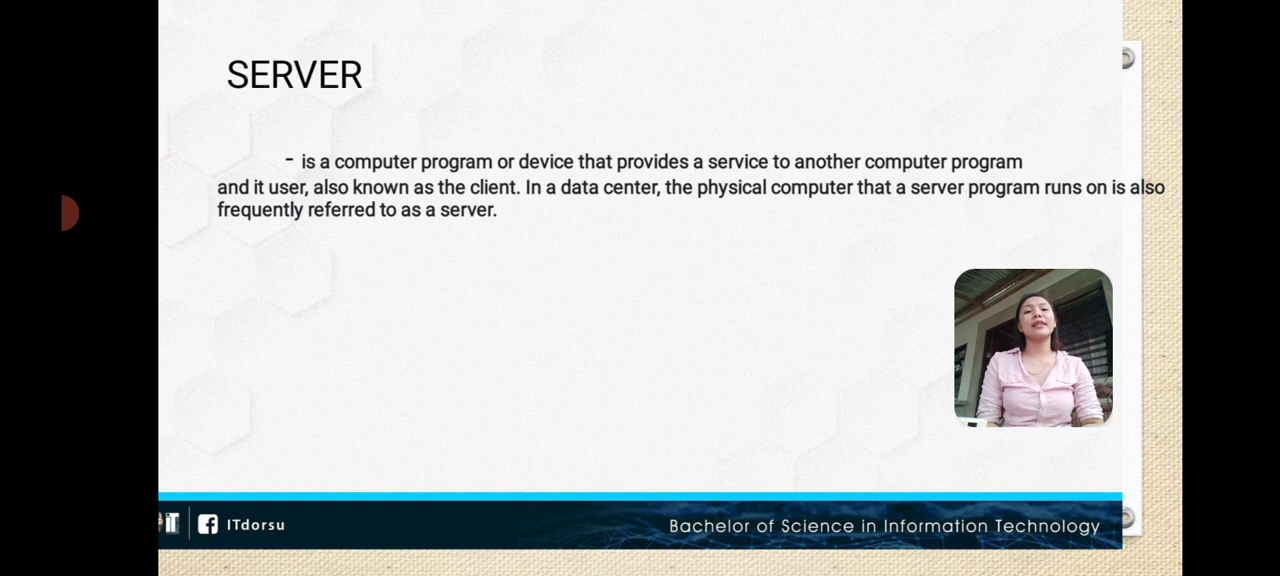 SERVER
- is a computer program or device that provides a service to another computer program
and it user, also known as the client. In a data center, the physical computer that a server program runs on is also
frequently referred to as a server.
iT
ITdorsu
Bachelor of Science in Information Technology